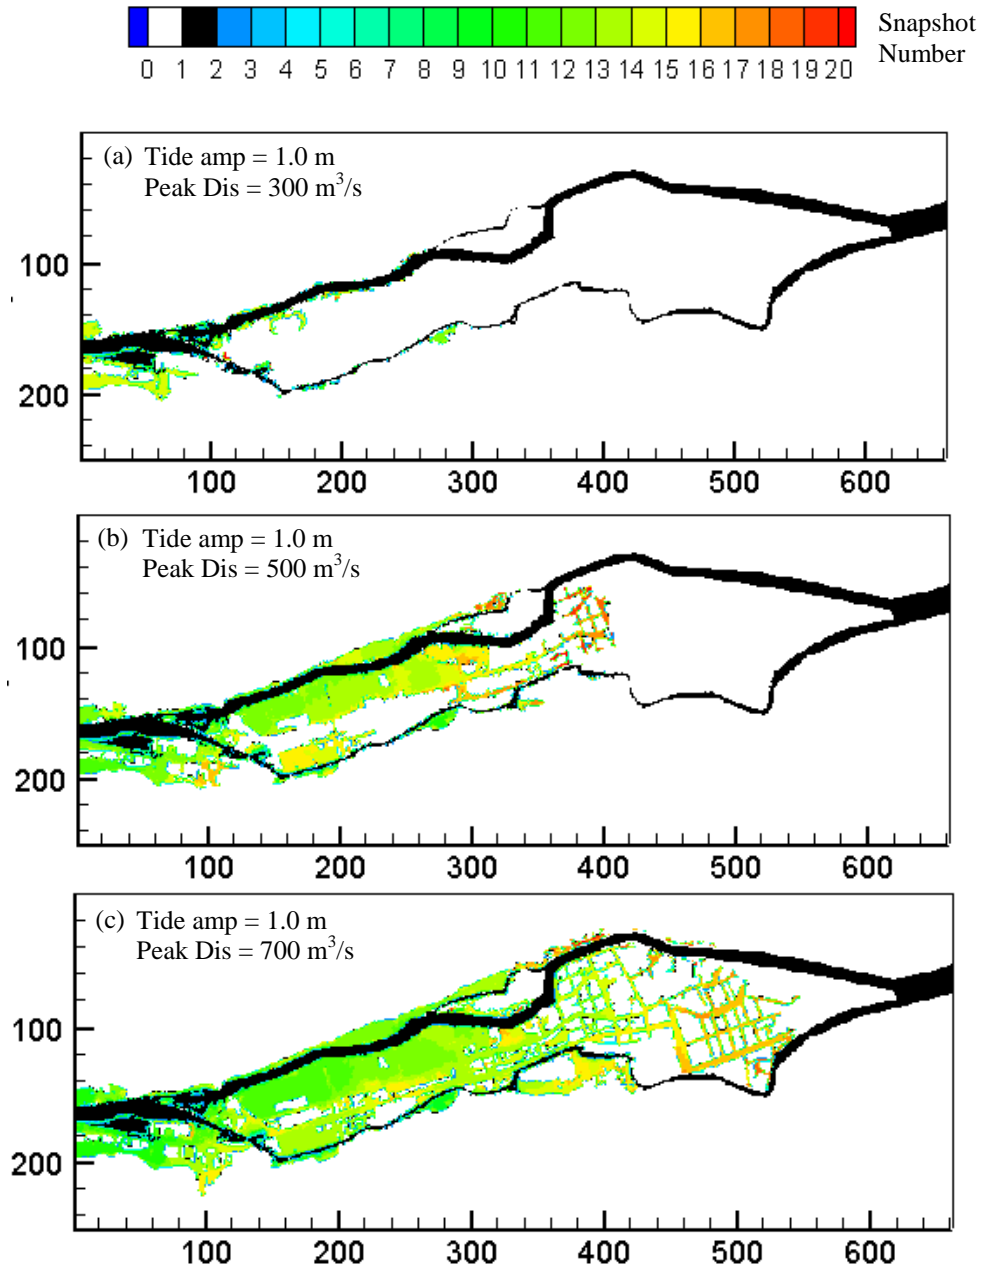 Snapshot
Number
0 1 2 3 4 5 6 7 8 9 10 11 12 13 14 15 16 17 18 19 20
(a) Tide amp = 1.0 m
Peak Dis = 300 m³/s
100
200
100 200 300 400 500 600
(b) Tide amp = 1.0 m
Peak Dis = 500 m³/s
100
200
100 200 300 400 500 600
(c) Tide amp = 1.0 m
Peak Dis = 700 m³/s
100
200
100 200 300 400 500 600